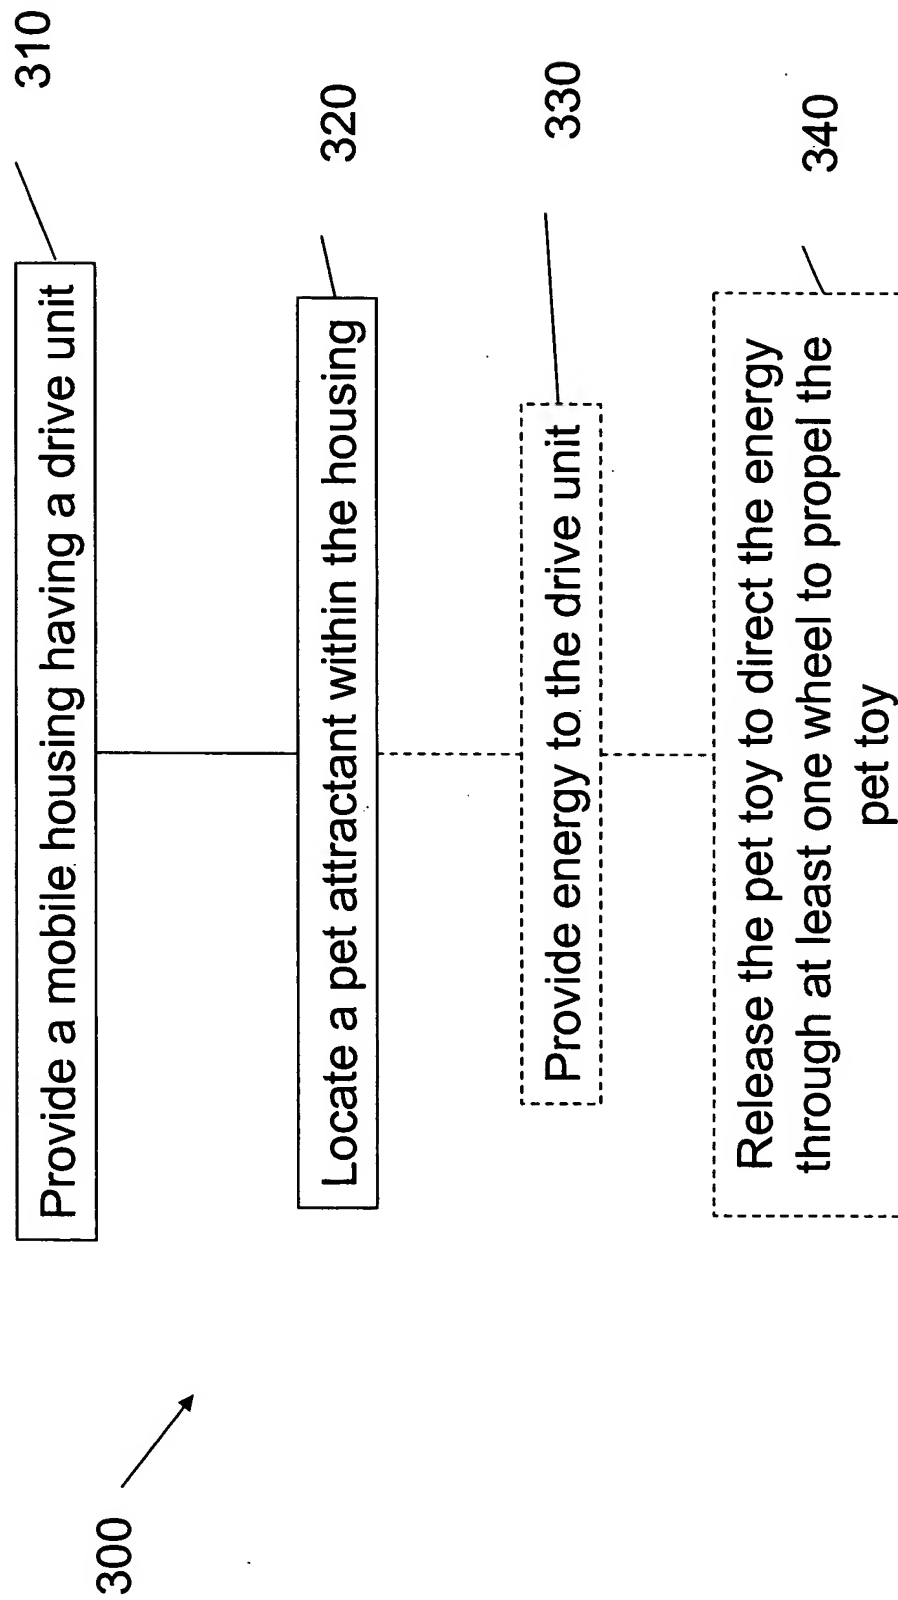 300
310
Provide a mobile housing having a drive unit
320
Locate a pet attractant within the housing
330
Provide energy to the drive unit
340
Release the pet toy to direct the energy
through at least one wheel to propel the
pet toy